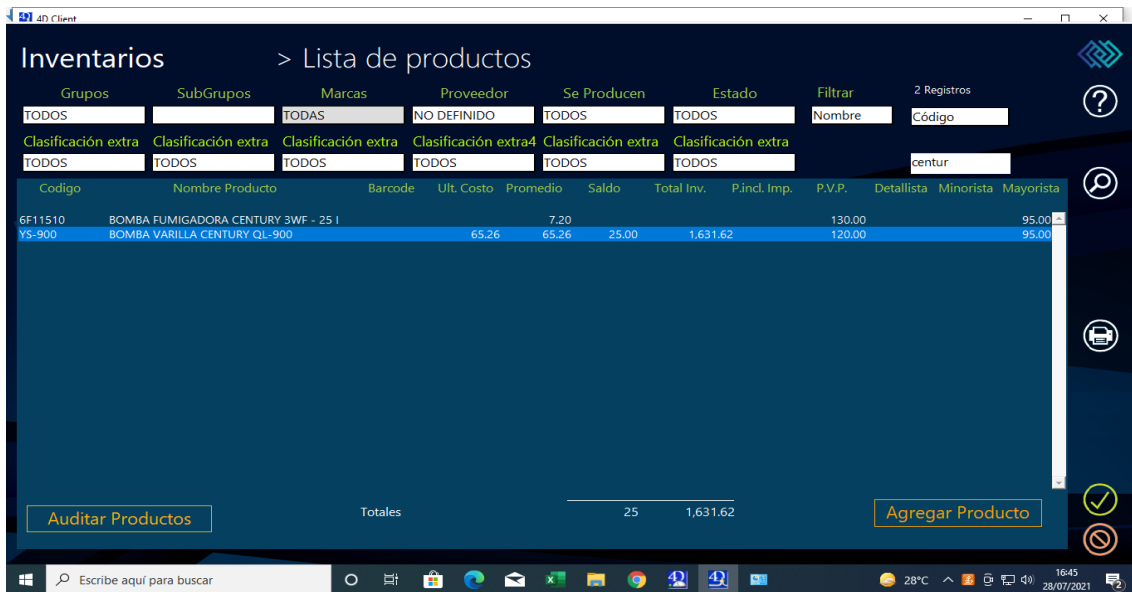 4D Client
Inventarios > Lista de productos
Grupos SubGrupos Marcas Proveedor Se Producen Estado Filtrar 2 Registros
TODOS TODAS NO DEFINIDO TODOS TODOS Nombre Código
Clasificación extra Clasificación extra Clasificación extra Clasificación extra4 Clasificación extra Clasificación extra
TODOS TODOS TODOS TODOS TODOS TODOS centur
Codigo Nombre Producto Barcode Ult. Costo Promedio Saldo Total Inv. P.incl. Imp. P.V.P. Detallista Minorista Mayorista
6F11510 BOMBA FUMIGADORA CENTURY 3WF - 25 l 7.20 130.00 95.00
YS-900 BOMBA VARILLA CENTURY QL-900 65.26 65.26 25.00 1,631.62 120.00 95.00
Totales 25 1,631.62
Auditar Productos Agregar Producto
Escribe aquí para buscar 28°C 16:45
28/07/2021 2